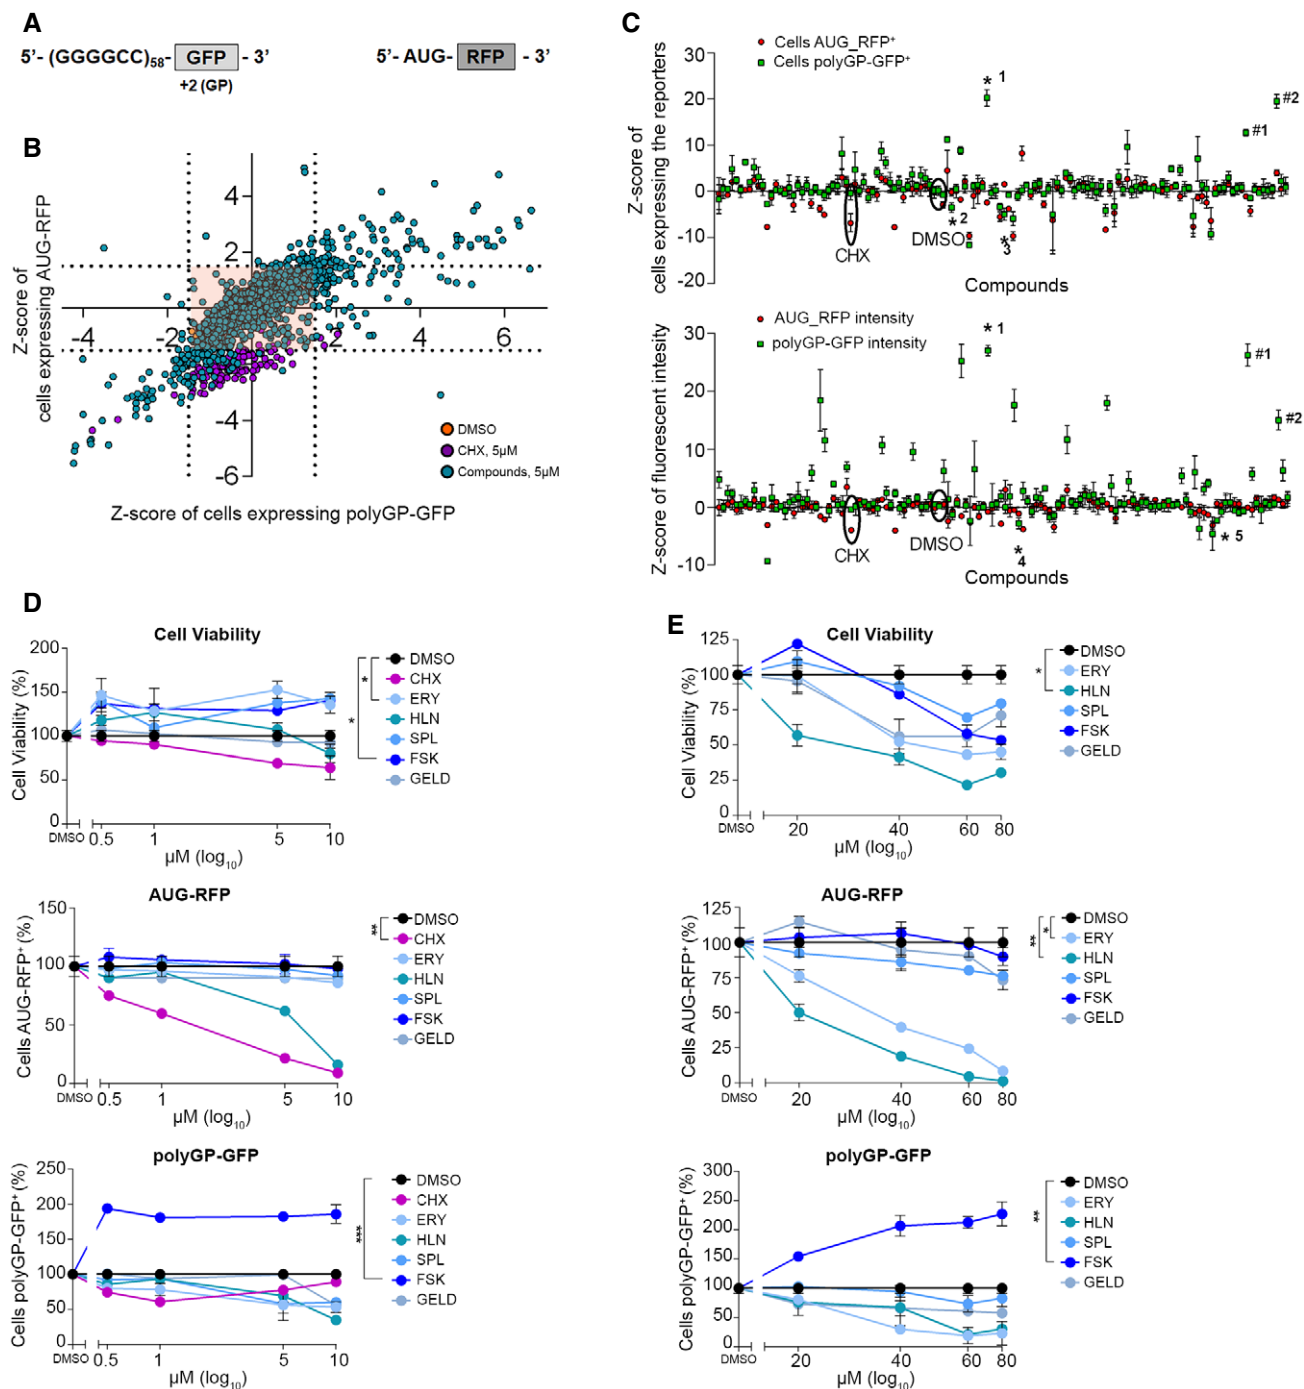 A
5'- (GGGGCC)58- GFP - 3'
+2 (GP)
5'- AUG- RFP - 3'
B
Z-score of
cells expressing AUG-RFP
4
2
-4
-2
2
4
6
-4
-6
DMSO
CHX, 5µM
Compounds, 5µM
Z-score of cells expressing polyGP-GFP
C
Cells AUG_RFP+
Cells polyGP-GFP+
Z-score of
cells expressing the reporters
30
20
10
0
-10
-20
* 1
#1
#2
CHX
DMSO
* 2
* 3
Compounds
AUG_RFP intensity
polyGP-GFP intensity
Z-score of fluorescent intesity
30
20
10
0
-10
* 1
#1
#2
CHX
DMSO
* 4
* 5
Compounds
D
Cell Viability
Cell Viability (%)
200
150
100
50
0
DMSO
0.5
1
5
10
µM (log10)
*
*
DMSO
CHX
ERY
HLN
SPL
FSK
GELD
AUG-RFP
Cells AUG-RFP+ (%)
150
100
50
0
DMSO
0.5
1
5
10
µM (log10)
**
DMSO
CHX
ERY
HLN
SPL
FSK
GELD
polyGP-GFP
Cells polyGP-GFP+ (%)
250
200
150
100
50
0
DMSO
0.5
1
5
10
µM (log10)
***
DMSO
CHX
ERY
HLN
SPL
FSK
GELD
E
Cell Viability
Cell Viability (%)
125
100
75
50
25
0
DMSO
20
40
60
80
µM (log10)
*
DMSO
ERY
HLN
SPL
FSK
GELD
AUG-RFP
Cells AUG-RFP+ (%)
125
100
75
50
25
0
DMSO
20
40
60
80
µM (log10)
**
*
DMSO
ERY
HLN
SPL
FSK
GELD
polyGP-GFP
Cells polyGP-GFP+ (%)
300
250
200
150
100
50
0
DMSO
20
40
60
80
µM (log10)
**
DMSO
ERY
HLN
SPL
FSK
GELD